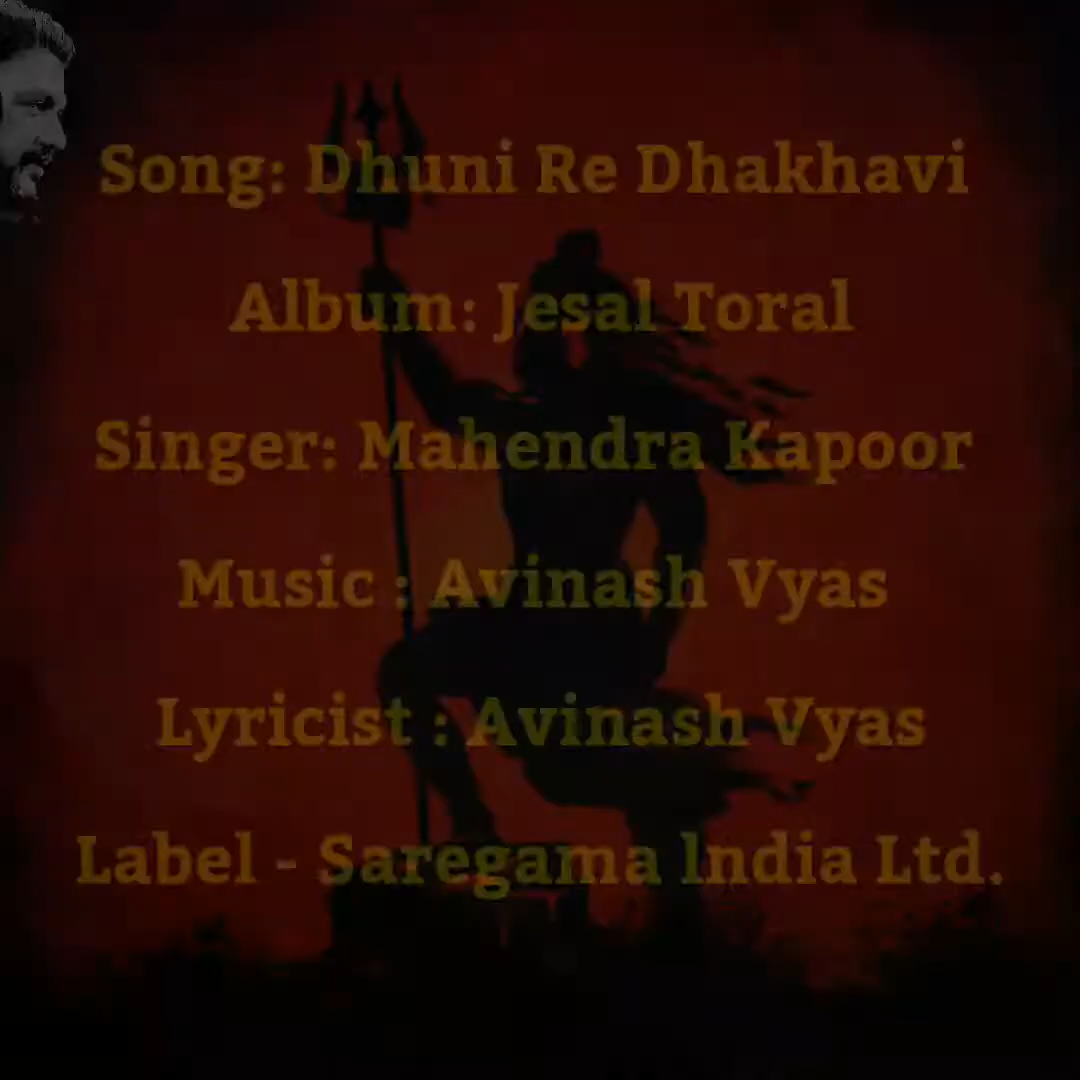 Song: Dhuni Re Dhakhavi
Album: Jesal Toral
Singer: Mahendra Kapoor
Music : Avinash Vyas
Lyricist : Avinash Vyas
Label - Saregama India Ltd.